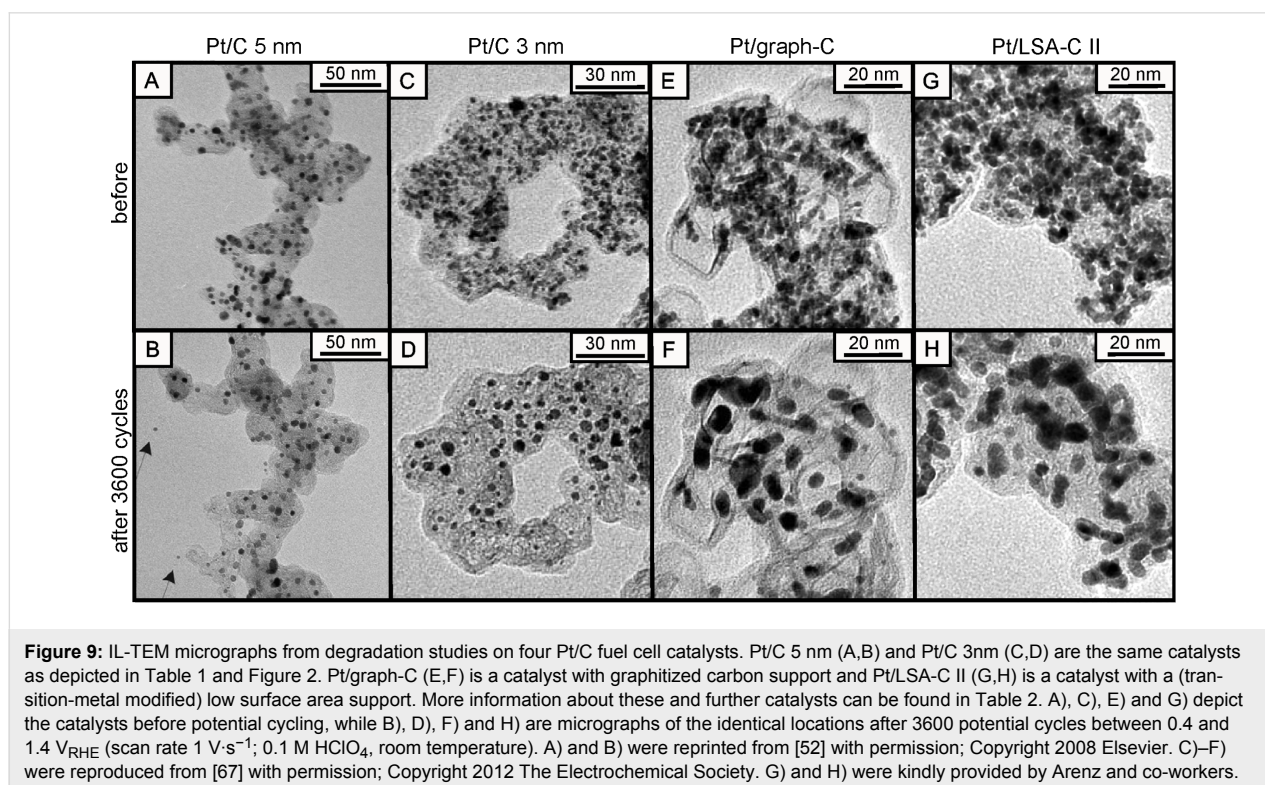 Pt/C 5 nm Pt/C 3 nm Pt/graph-C Pt/LSA-C II
before
A 50 nm C 30 nm E 20 nm G 20 nm
after 3600 cycles
B 50 nm D 30 nm F 20 nm H 20 nm
Figure 9: IL-TEM micrographs from degradation studies on four Pt/C fuel cell catalysts. Pt/C 5 nm (A,B) and Pt/C 3nm (C,D) are the same catalysts
as depicted in Table 1 and Figure 2. Pt/graph-C (E,F) is a catalyst with graphitized carbon support and Pt/LSA-C II (G,H) is a catalyst with a (tran-
sition-metal modified) low surface area support. More information about these and further catalysts can be found in Table 2. A), C), E) and G) depict
the catalysts before potential cycling, while B), D), F) and H) are micrographs of the identical locations after 3600 potential cycles between 0.4 and
1.4 V_RHE (scan rate 1 V·s⁻¹; 0.1 M HClO₄, room temperature). A) and B) were reprinted from [52] with permission; Copyright 2008 Elsevier. C)–F)
were reproduced from [67] with permission; Copyright 2012 The Electrochemical Society. G) and H) were kindly provided by Arenz and co-workers.